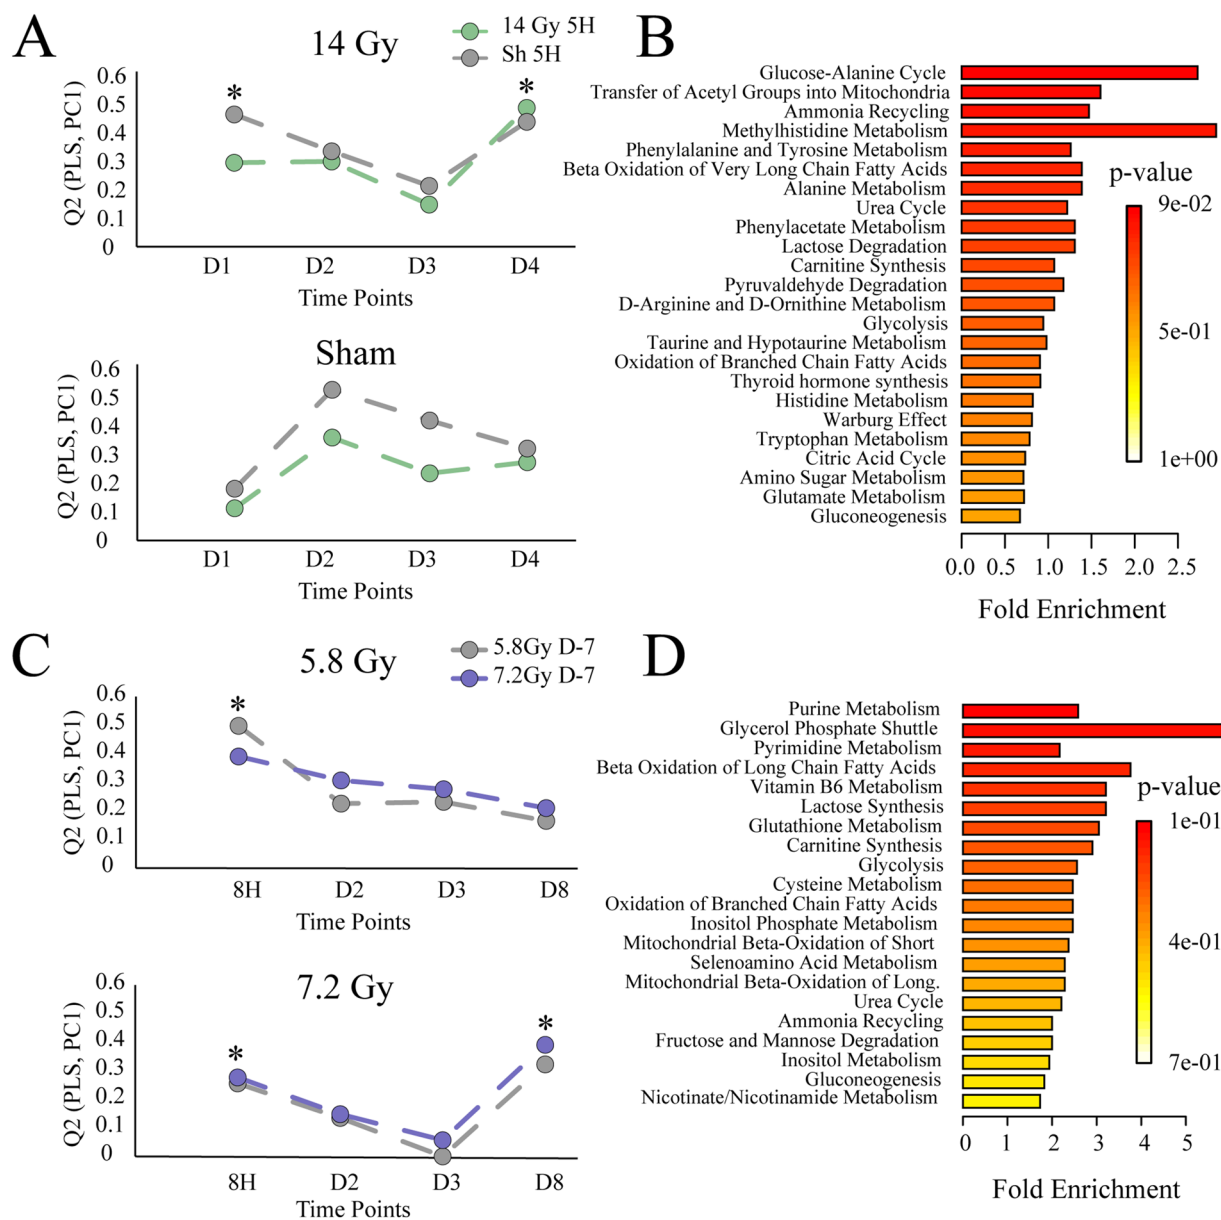 A
14 Gy
14 Gy 5H
Sh 5H
Q2 (PLS, PC1)
0.6
0.5
0.4
0.3
0.2
0.1
0
*
*
D1 D2 D3 D4
Time Points
Sham
Q2 (PLS, PC1)
0.6
0.5
0.4
0.3
0.2
0.1
0
D1 D2 D3 D4
Time Points
B
Glucose-Alanine Cycle
Transfer of Acetyl Groups into Mitochondria
Ammonia Recycling
Methylhistidine Metabolism
Phenylalanine and Tyrosine Metabolism
Beta Oxidation of Very Long Chain Fatty Acids
Alanine Metabolism
Urea Cycle
Phenylacetate Metabolism
Lactose Degradation
Carnitine Synthesis
Pyruvaldehyde Degradation
D-Arginine and D-Ornithine Metabolism
Glycolysis
Taurine and Hypotaurine Metabolism
Oxidation of Branched Chain Fatty Acids
Thyroid hormone synthesis
Histidine Metabolism
Warburg Effect
Tryptophan Metabolism
Citric Acid Cycle
Amino Sugar Metabolism
Glutamate Metabolism
Gluconeogenesis
p-value
9e-02
5e-01
1e+00
0.0 0.5 1.0 1.5 2.0 2.5
Fold Enrichment
C
5.8 Gy
5.8Gy D-7
7.2Gy D-7
Q2 (PLS, PC1)
0.6
0.5
0.4
0.3
0.2
0.1
0
*
8H D2 D3 D8
Time Points
7.2 Gy
Q2 (PLS, PC1)
0.6
0.5
0.4
0.3
0.2
0.1
0
*
*
8H D2 D3 D8
Time Points
D
Purine Metabolism
Glycerol Phosphate Shuttle
Pyrimidine Metabolism
Beta Oxidation of Long Chain Fatty Acids
Vitamin B6 Metabolism
Lactose Synthesis
Glutathione Metabolism
Carnitine Synthesis
Glycolysis
Cysteine Metabolism
Oxidation of Branched Chain Fatty Acids
Inositol Phosphate Metabolism
Mitochondrial Beta-Oxidation of Short
Selenoamino Acid Metabolism
Mitochondrial Beta-Oxidation of Long.
Urea Cycle
Ammonia Recycling
Fructose and Mannose Degradation
Inositol Metabolism
Gluconeogenesis
Nicotinate/Nicotinamide Metabolism
p-value
1e-01
4e-01
7e-01
0 1 2 3 4 5
Fold Enrichment